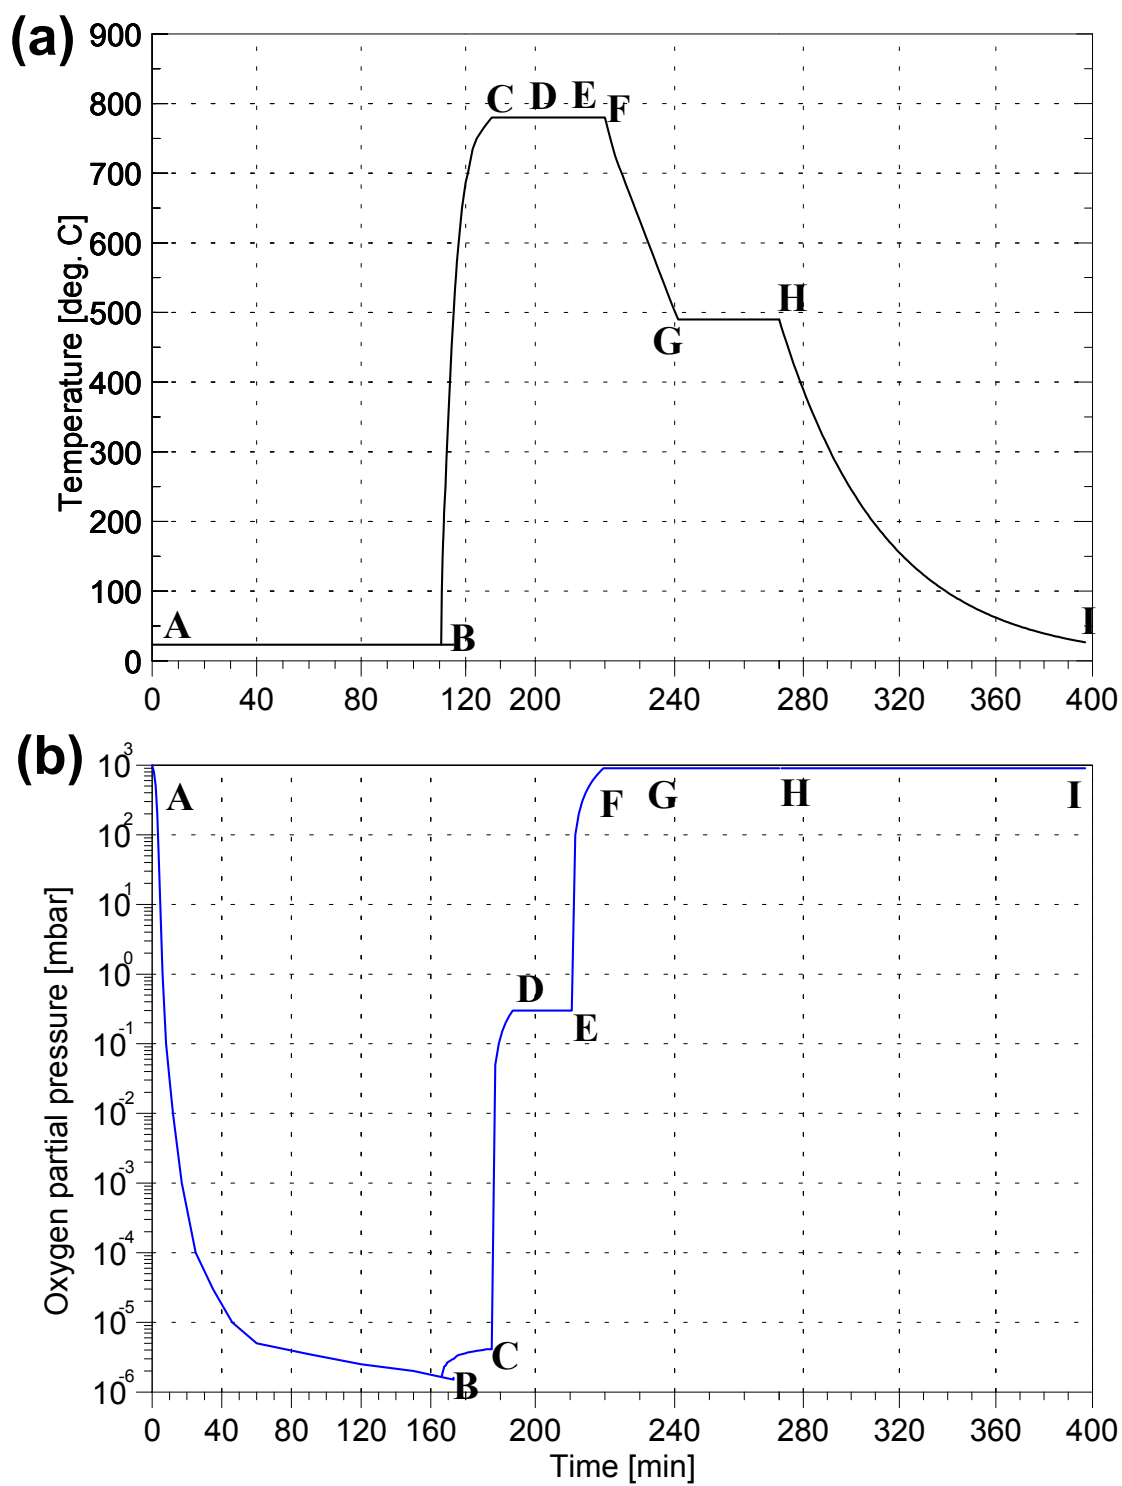 (a)
900
800
700
600
500
400
300
200
100
0
Temperature [deg. C]
C D E F
G
H
A
B
I
0 40 80 120 200 240 280 320 360 400
(b)
10^3
10^2
10^1
10^0
10^-1
10^-2
10^-3
10^-4
10^-5
10^-6
Oxygen partial pressure [mbar]
A
F G H I
D
E
C
B
0 40 80 120 160 200 240 280 320 360 400
Time [min]